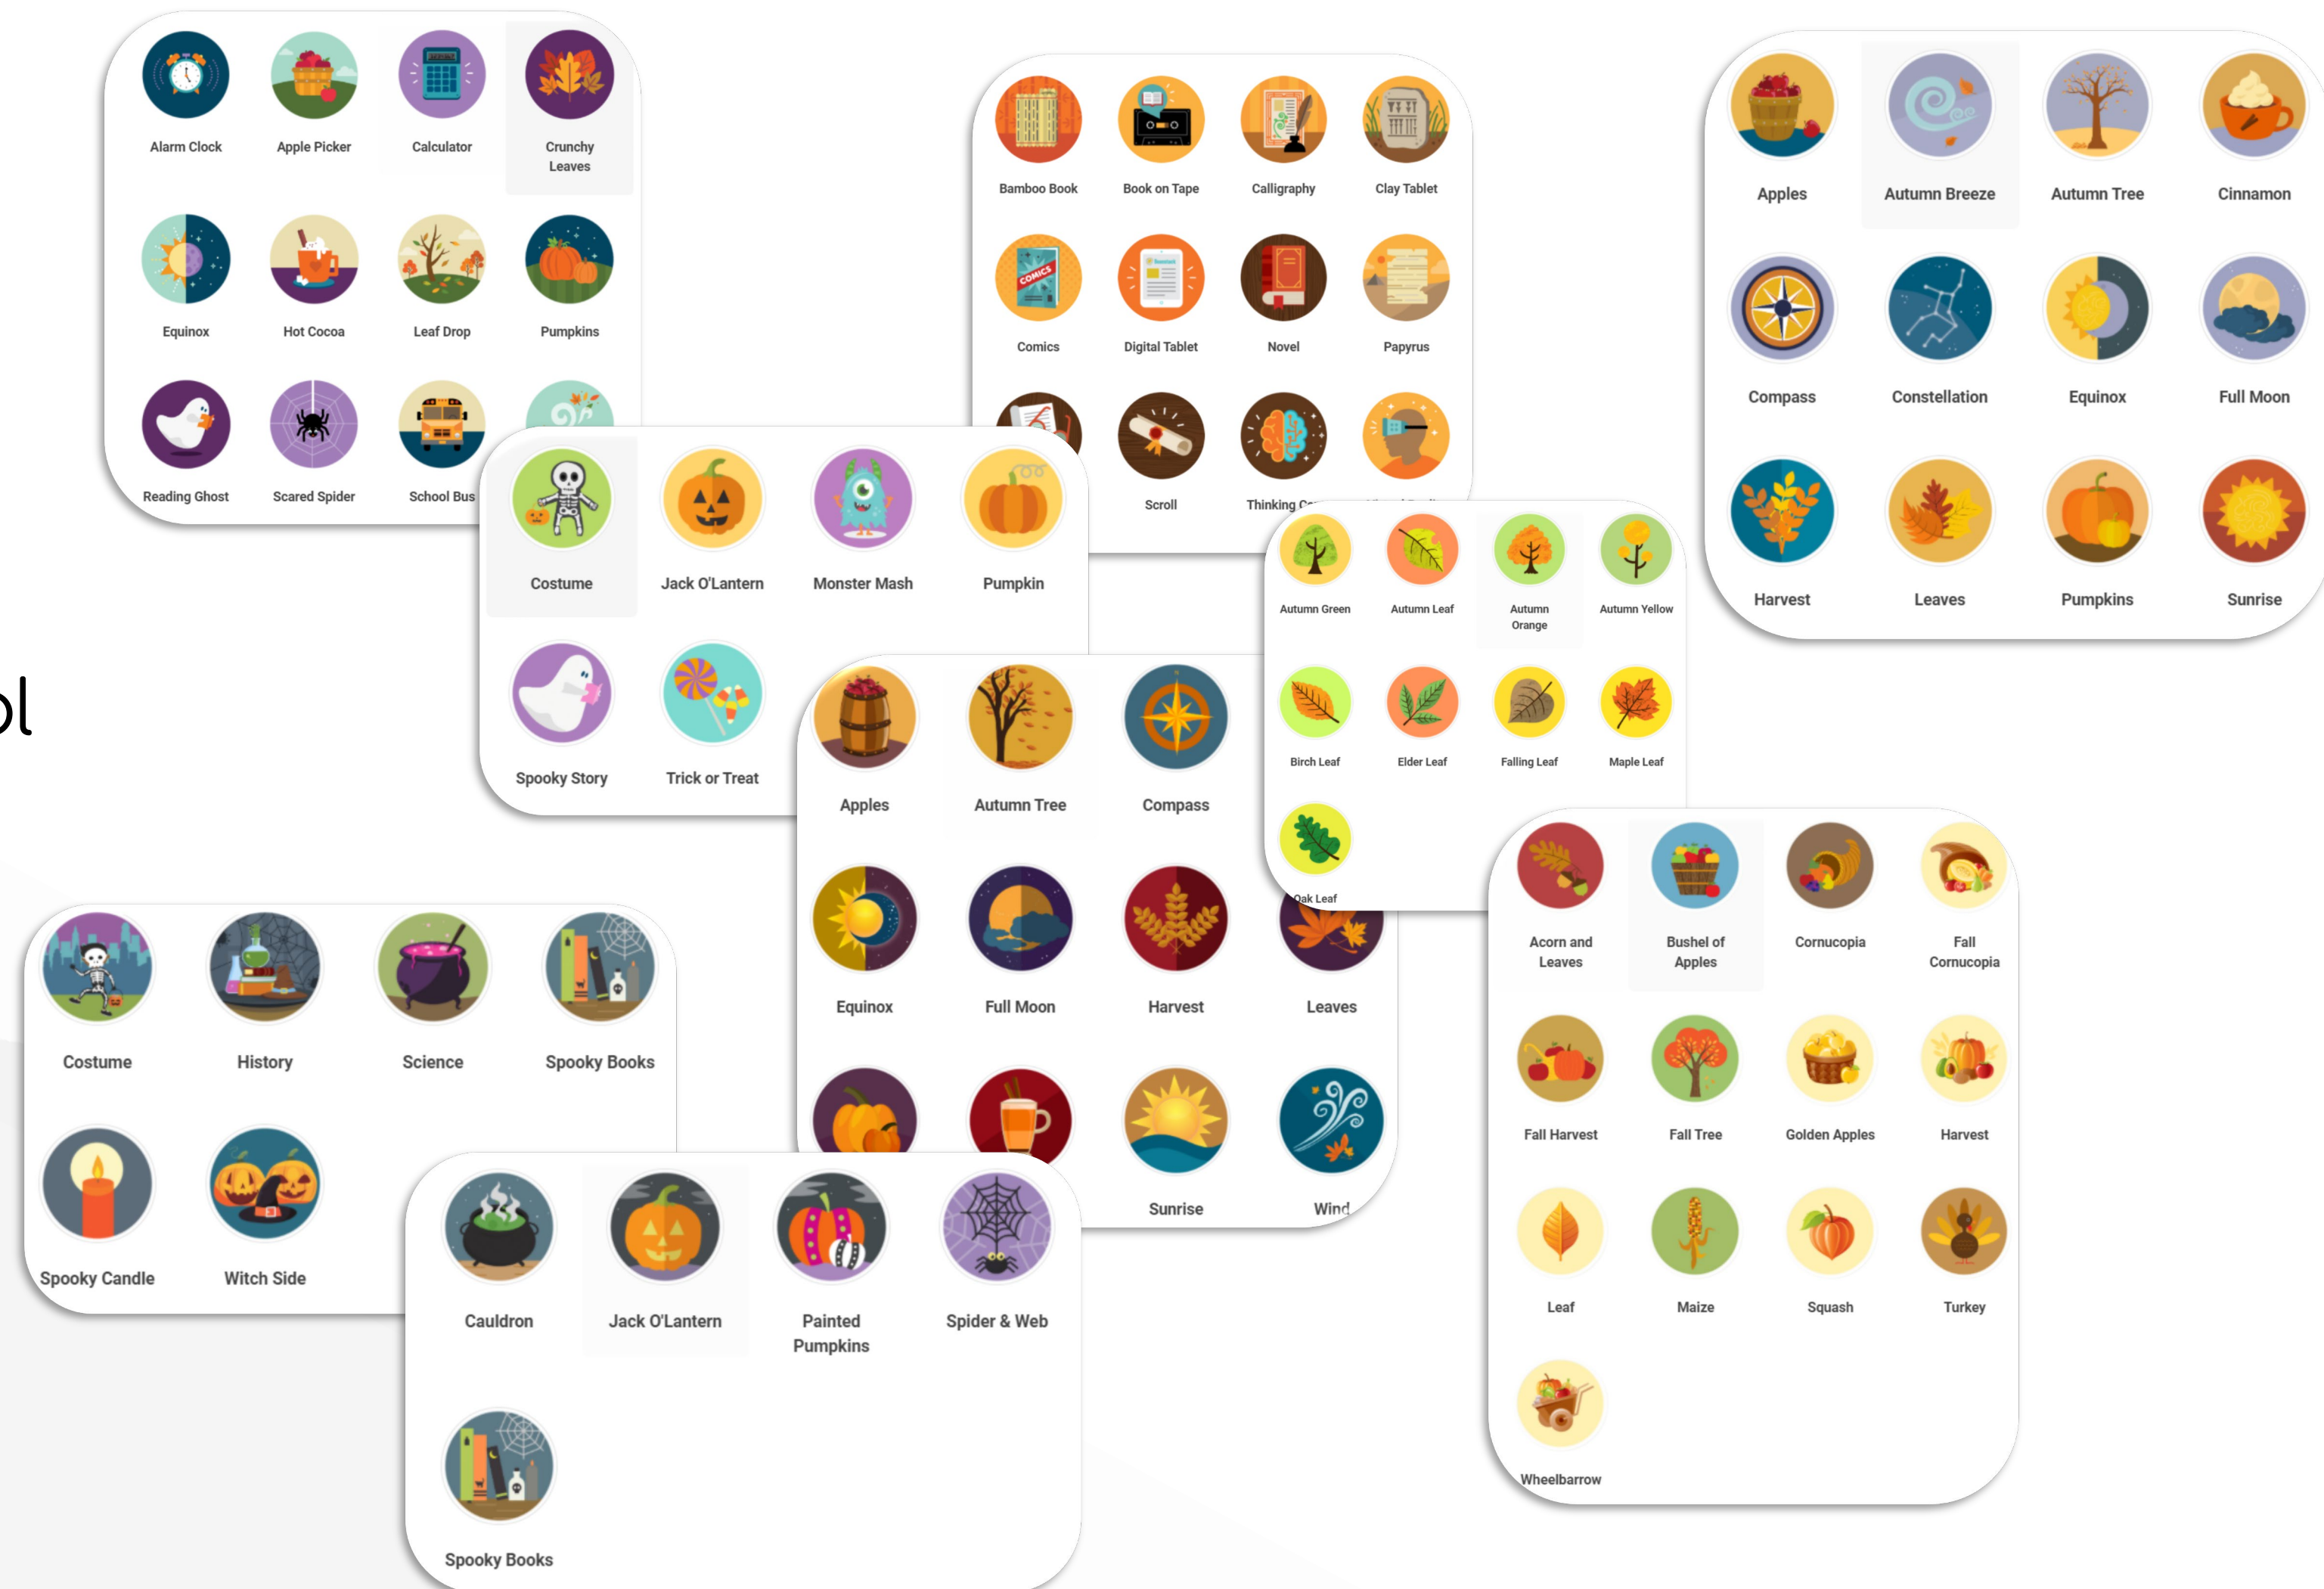 Alarm Clock Apple Picker Calculator Crunchy
Leaves
Equinox Hot Cocoa Leaf Drop Pumpkins
Reading Ghost Scared Spider School Bus
Bamboo Book Book on Tape Calligraphy Clay Tablet
COMICS
Comics Digital Tablet Novel Papyrus
Scroll Thinking
Apples Autumn Breeze Autumn Tree Cinnamon
Compass Constellation Equinox Full Moon
Harvest Leaves Pumpkins Sunrise
Costume Jack O'Lantern Monster Mash Pumpkin
Spooky Story Trick or Treat
Autumn Green Autumn Leaf Autumn Autumn Yellow
Orange
Birch Leaf Elder Leaf Falling Leaf Maple Leaf
Oak Leaf
ol
Apples Autumn Tree Compass
Equinox Full Moon Harvest Leaves
Sunrise Wind
Acorn and Bushel of Cornucopia Fall
Leaves Apples Cornucopia
Fall Harvest Fall Tree Golden Apples Harvest
Leaf Maize Squash Turkey
Wheelbarrow
Costume History Science Spooky Books
Spooky Candle Witch Side
Cauldron Jack O'Lantern Painted Spider & Web
Pumpkins
Spooky Books